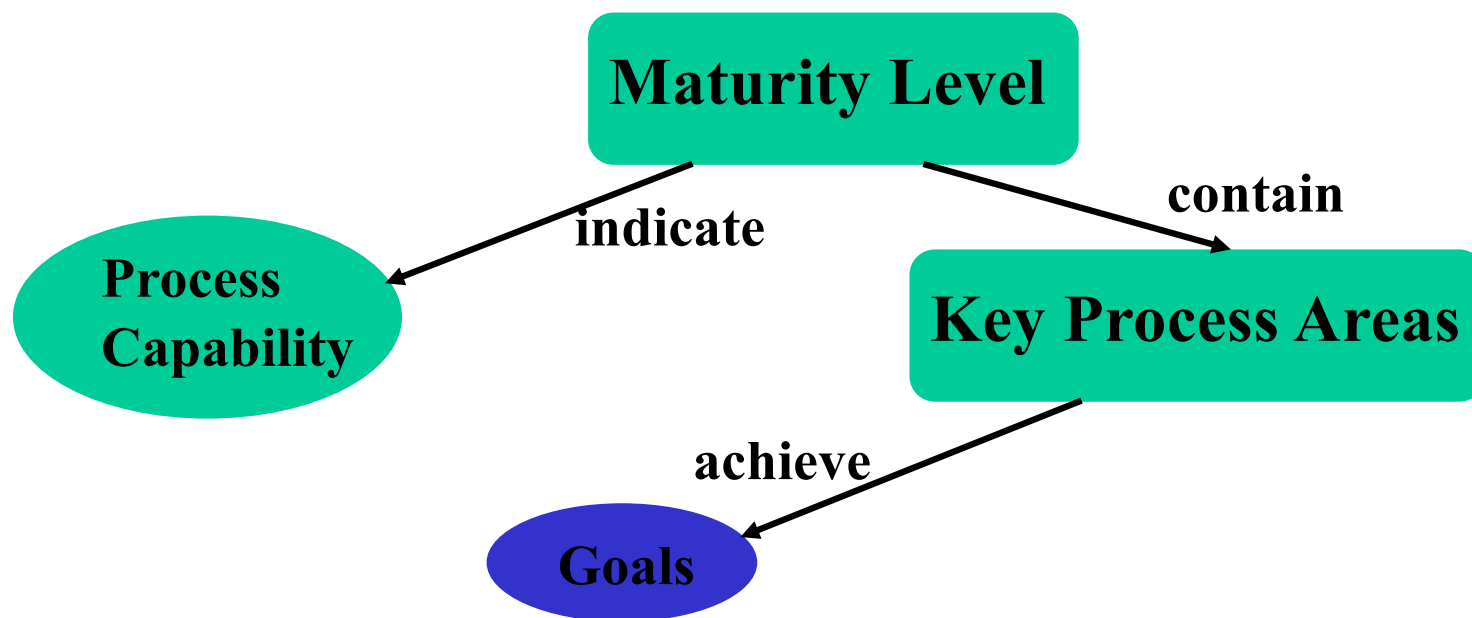 Maturity Level
indicate
contain
Process
Capability
Key Process Areas
achieve
Goals